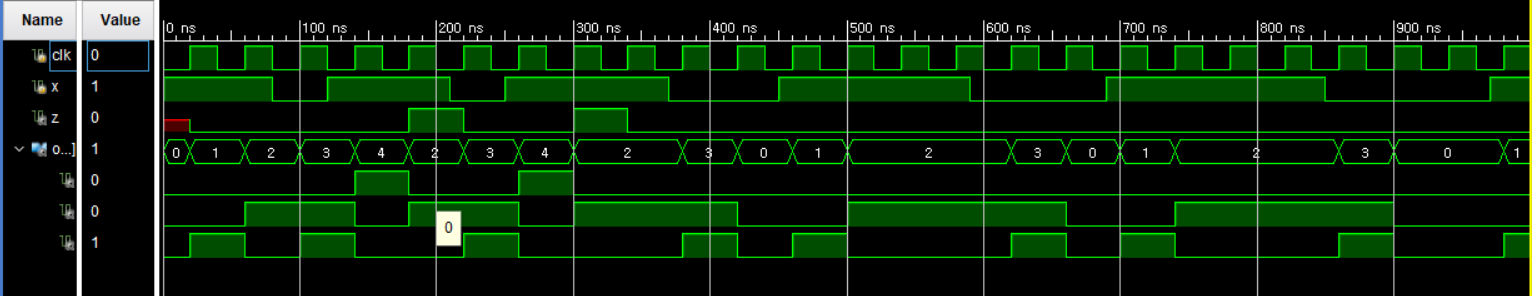 Name Value 0 ns 100 ns 200 ns 300 ns 400 ns 500 ns 600 ns 700 ns 800 ns 900 ns
clk 0
x 1
z 0
o...] 1 0 1 2 3 4 2 3 4 2 3 0 1 2 3 0 1 2 3 0 1
0
0 0
1